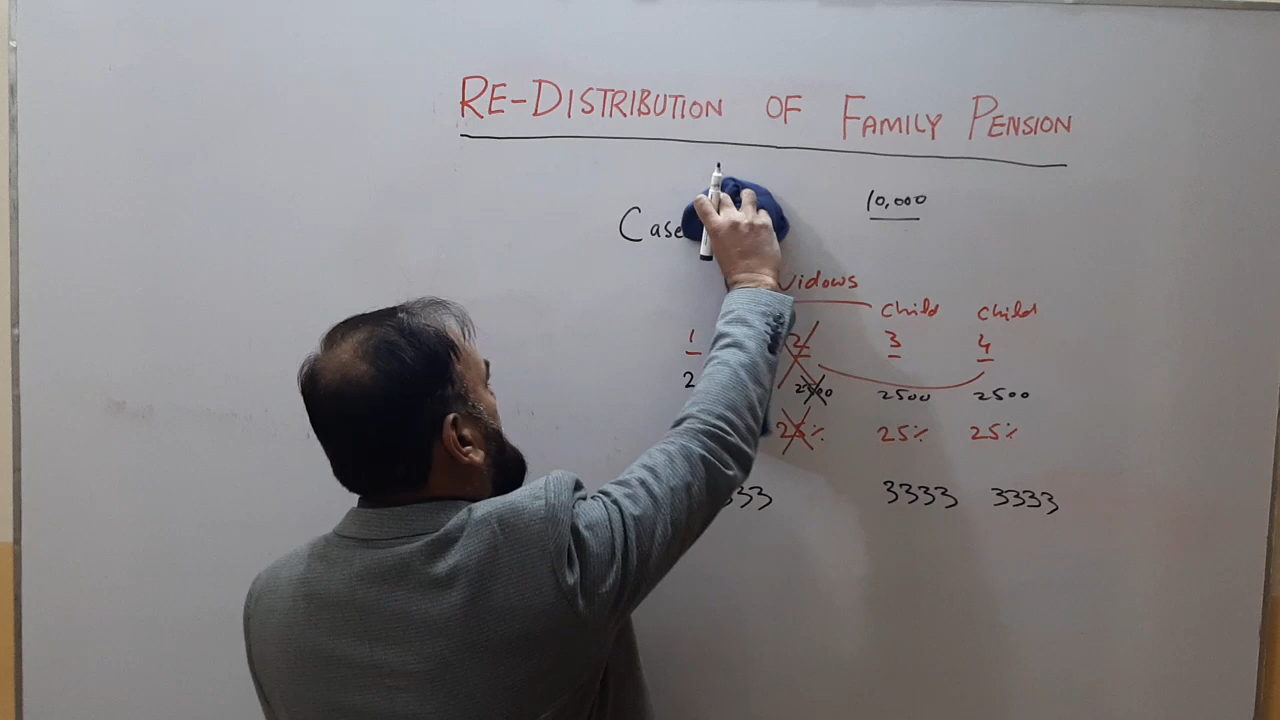 RE-DISTRIBUTION OF FAMILY PENSION
10,000
Case
Widows
child child
1 2 3 4
2 2500 2500 2500
25% 25% 25%
333 3333 3333